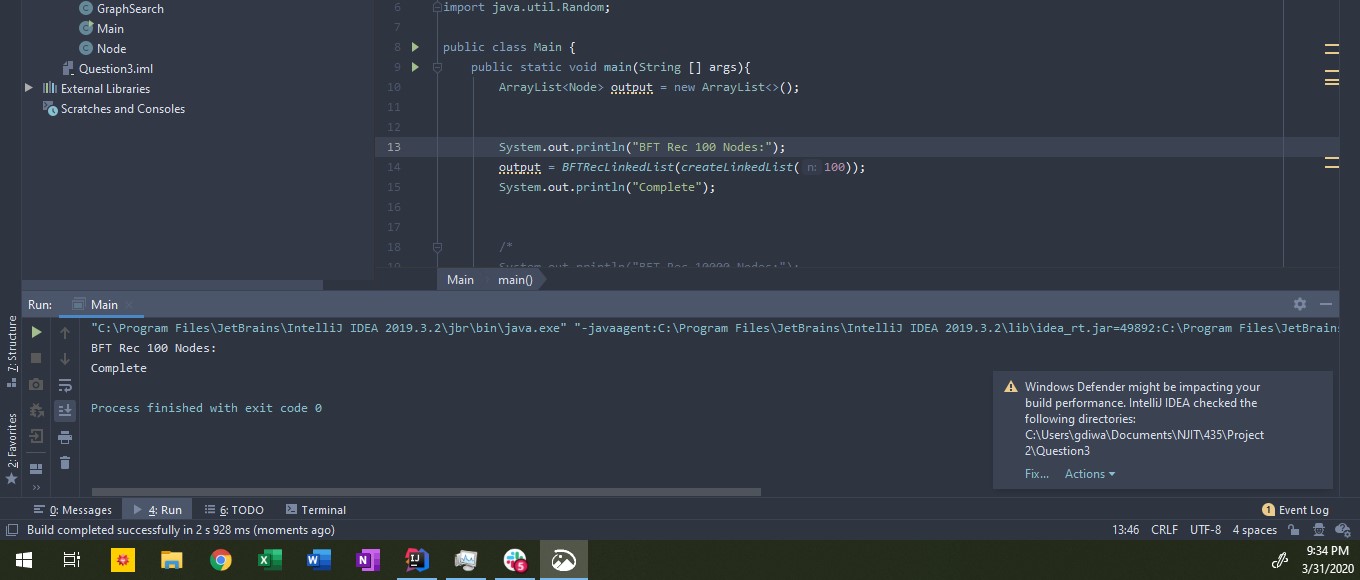 GraphSearch
Main
Node
Question3.iml
External Libraries
Scratches and Consoles
6 import java.util.Random;
7
8 public class Main {
9 public static void main(String [] args){
10 ArrayList<Node> output = new ArrayList<>();
11
12
13 System.out.println("BFT Rec 100 Nodes:");
14 output = BFTRecLinkedList(createLinkedList( n: 100));
15 System.out.println("Complete");
16
17
18 /*
19 System.out.println("BFT Rec 10000 Nodes:");
Main main()
Run: Main
"C:\Program Files\JetBrains\IntelliJ IDEA 2019.3.2\jbr\bin\java.exe" "-javaagent:C:\Program Files\JetBrains\IntelliJ IDEA 2019.3.2\lib\idea_rt.jar=49892:C:\Program Files\JetBrains
BFT Rec 100 Nodes:
Complete
Process finished with exit code 0
Z: Structure
2: Favorites
Windows Defender might be impacting your
build performance. IntelliJ IDEA checked the
following directories:
C:\Users\gdiwa\Documents\NJIT\435\Project
2\Question3
Fix... Actions
0: Messages 4: Run 6: TODO Terminal 1 Event Log
Build completed successfully in 2 s 928 ms (moments ago) 13:46 CRLF UTF-8 4 spaces
9:34 PM
3/31/2020